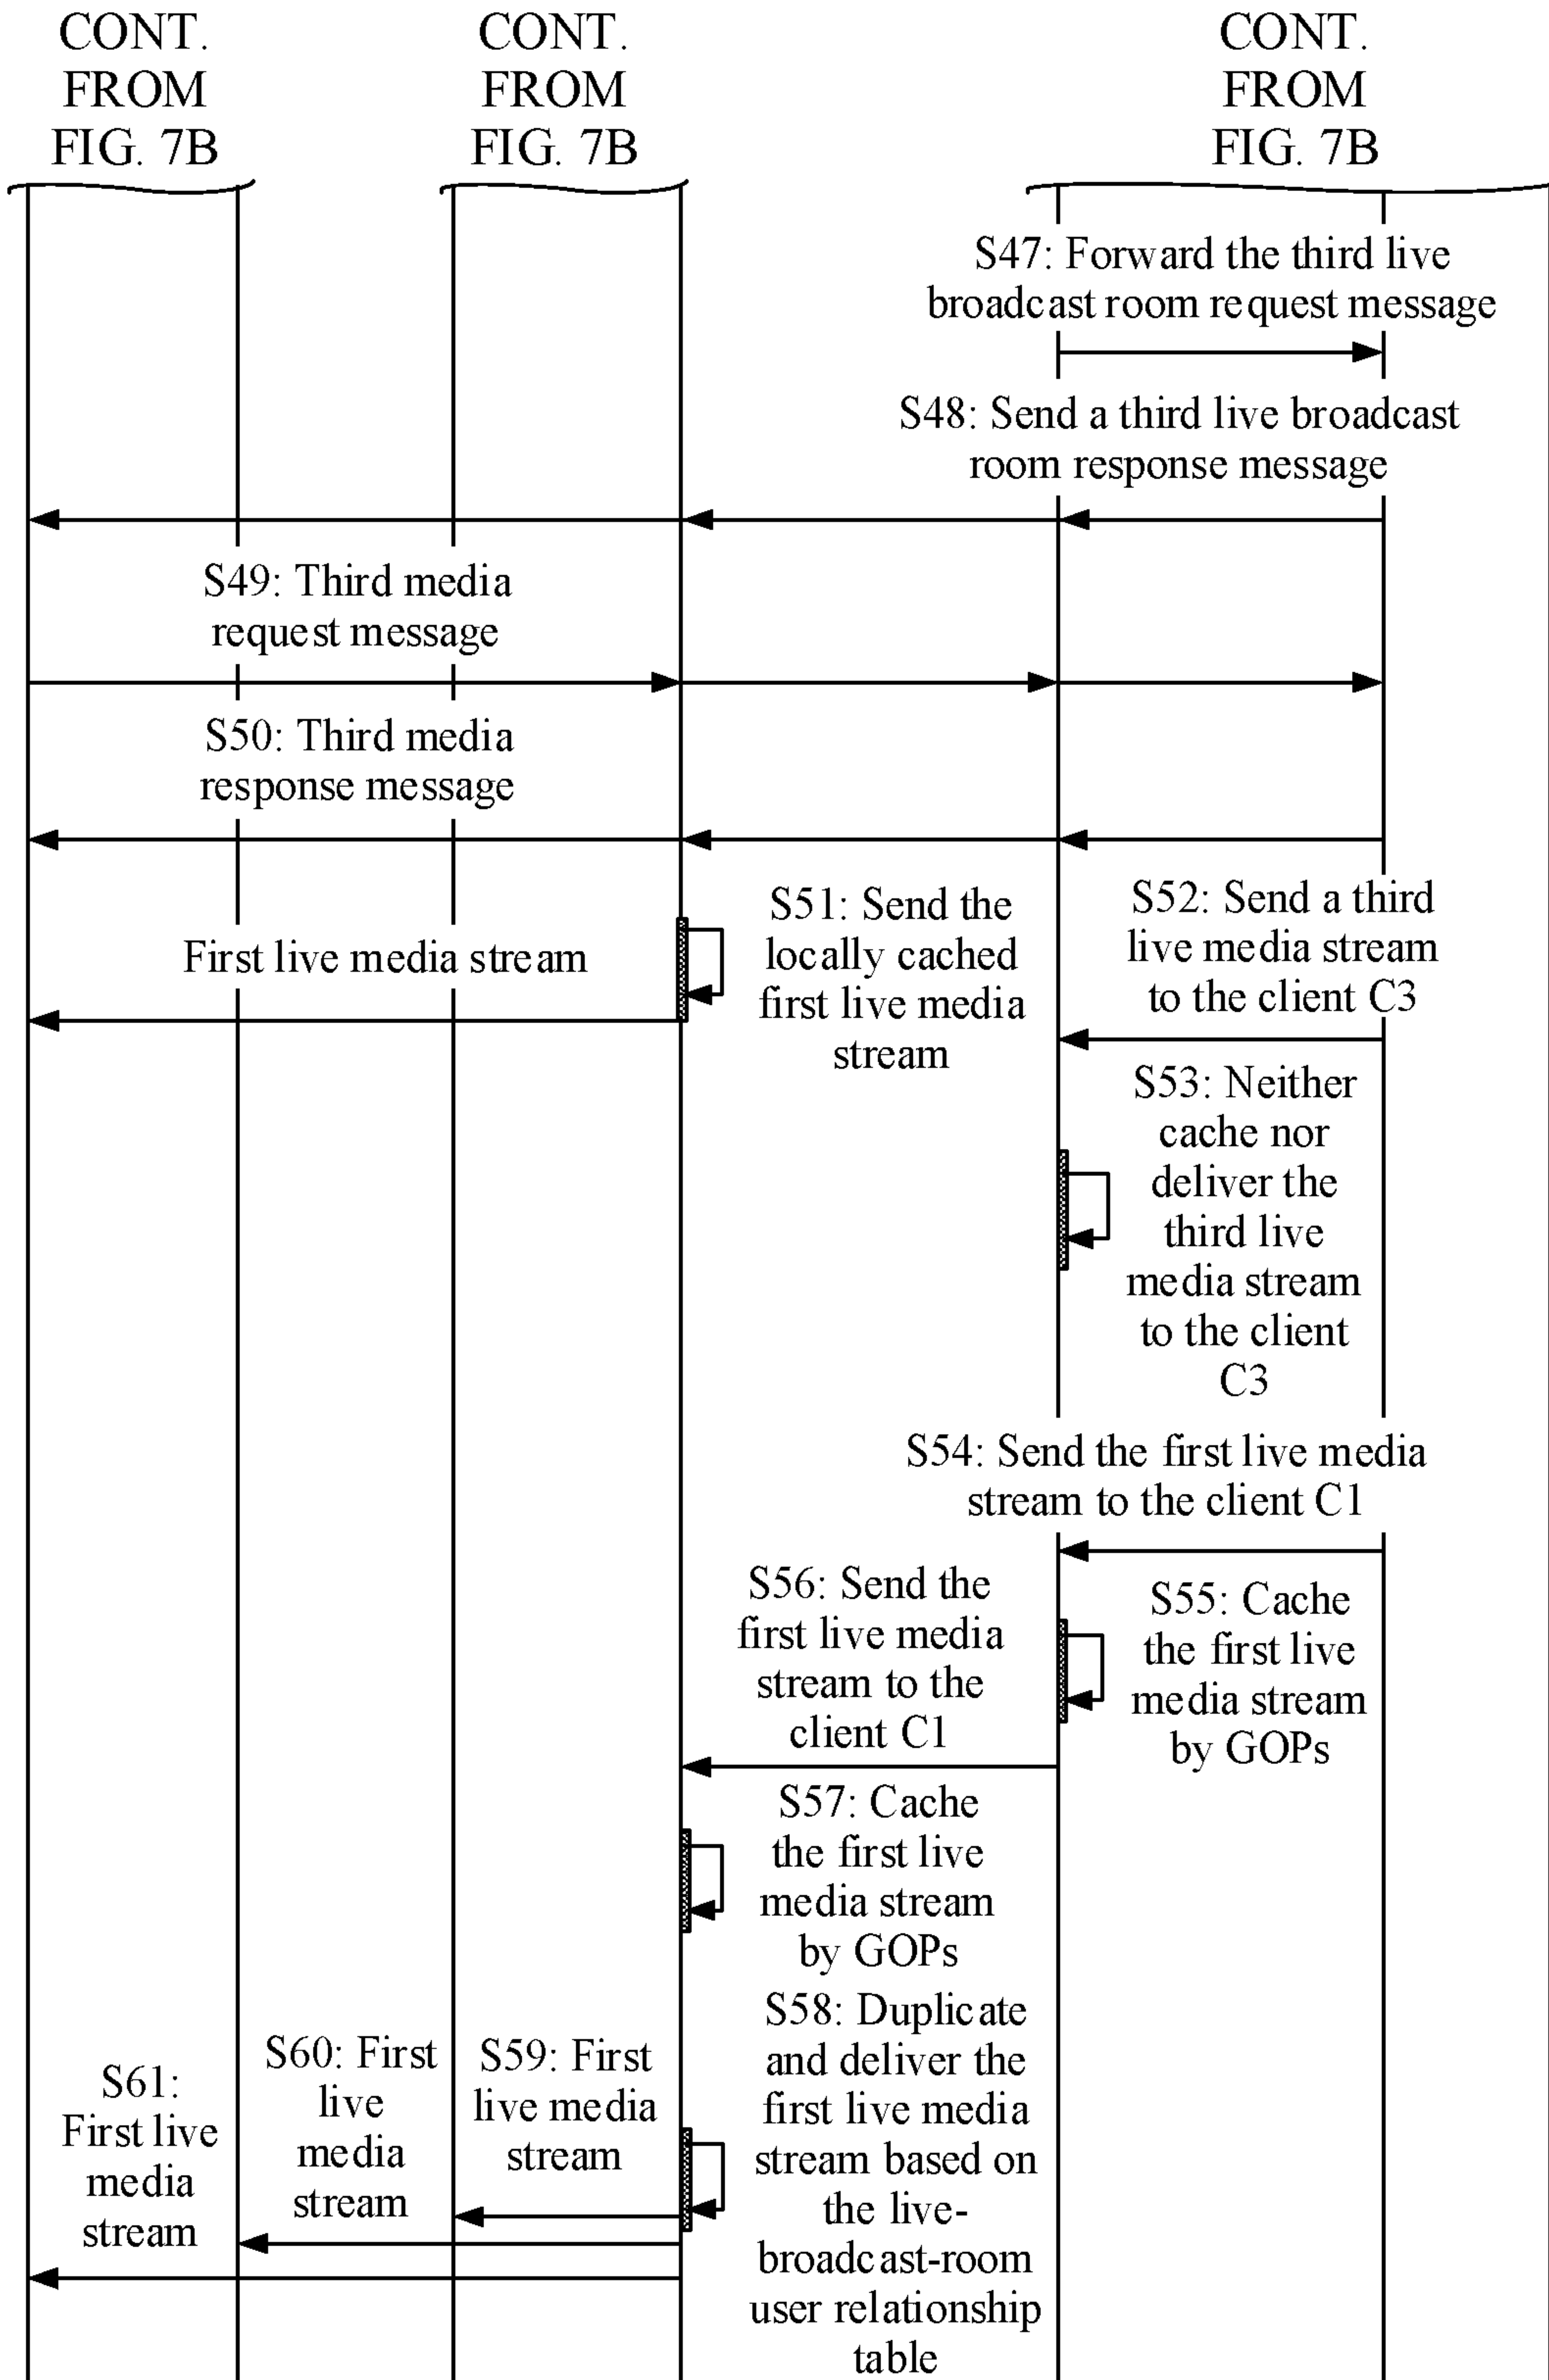 CONT.
FROM
FIG. 7B
CONT.
FROM
FIG. 7B
CONT.
FROM
FIG. 7B
S47: Forward the third live
broadcast room request message
S48: Send a third live broadcast
room response message
S49: Third media
request message
S50: Third media
response message
First live media stream
S51: Send the
locally cached
first live media
stream
S52: Send a third
live media stream
to the client C3
S53: Neither
cache nor
deliver the
third live
media stream
to the client
C3
S54: Send the first live media
stream to the client C1
S55: Cache
the first live
media stream
by GOPs
S56: Send the
first live media
stream to the
client C1
S57: Cache
the first live
media stream
by GOPs
S58: Duplicate
and deliver the
first live media
stream based on
the live-
broadcast-room
user relationship
table
S59: First
live media
stream
S60: First
live
media
stream
S61:
First live
media
stream